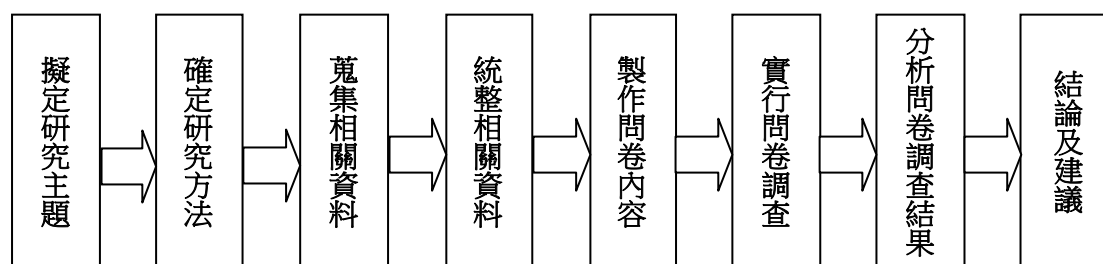 擬定研究主題
確定研究方法
蒐集相關資料
統整相關資料
製作問卷內容
實行問卷調查
分析問卷調查結果
結論及建議